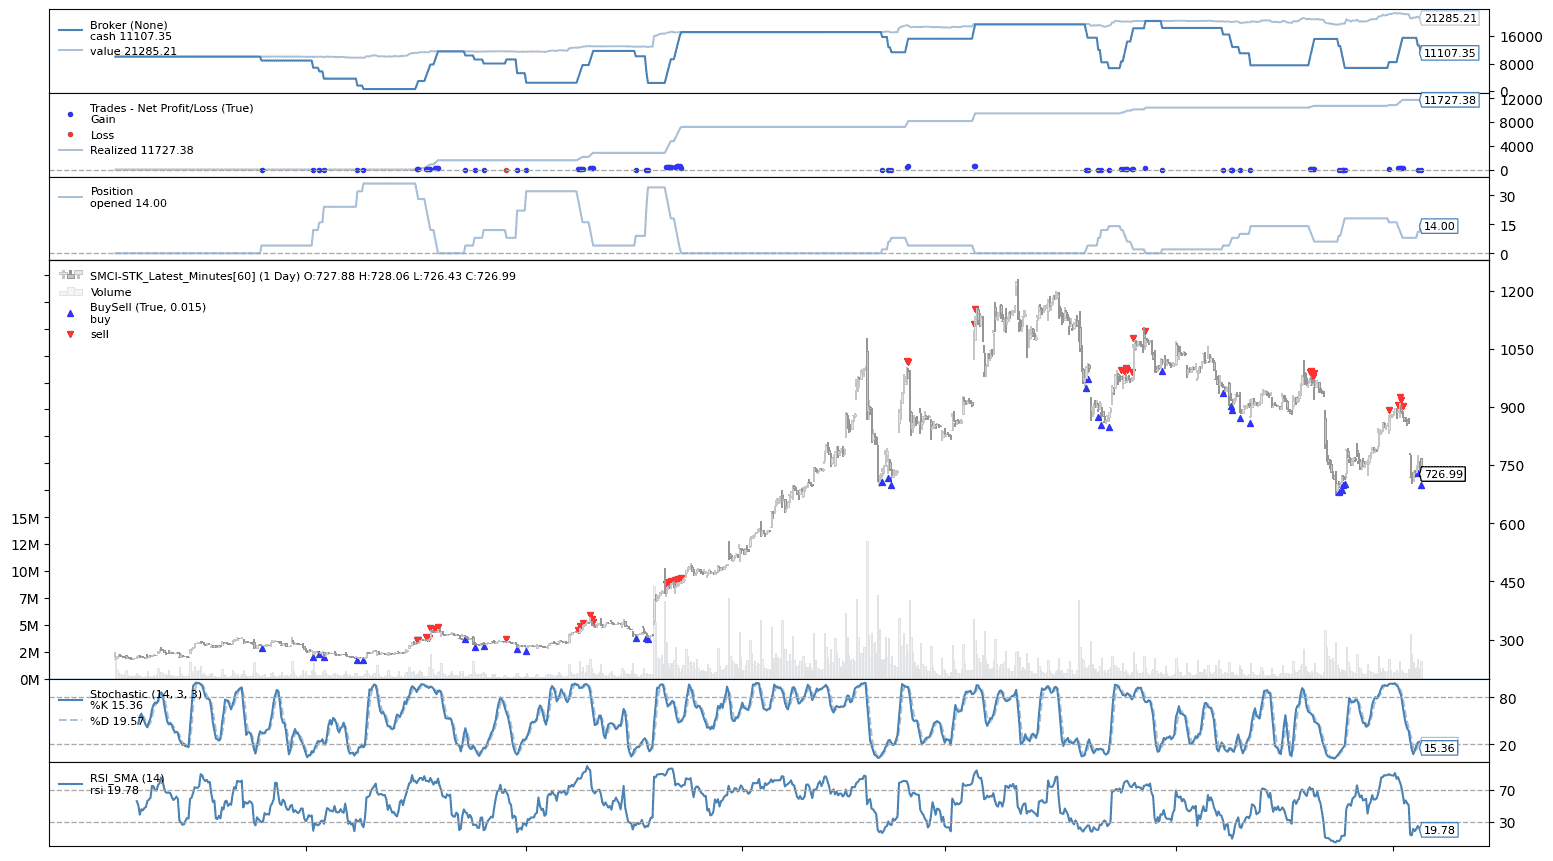 Broker (None)
cash 11107.35
value 21285.21
21285.21
16000
11107.35
8000
0
Trades - Net Profit/Loss (True)
Gain
Loss
Realized 11727.38
11727.38
12000
8000
4000
0
Position
opened 14.00
30
15
14.00
0
SMCI-STK_Latest_Minutes[60] (1 Day) O:727.88 H:728.06 L:726.43 C:726.99
Volume
BuySell (True, 0.015)
buy
sell
1200
1050
900
750
726.99
600
450
300
15M
12M
10M
7M
5M
2M
0M
Stochastic (14, 3, 3)
%K 15.36
%D 19.57
80
20
15.36
RSI_SMA (14)
rsi 19.78
70
30
19.78